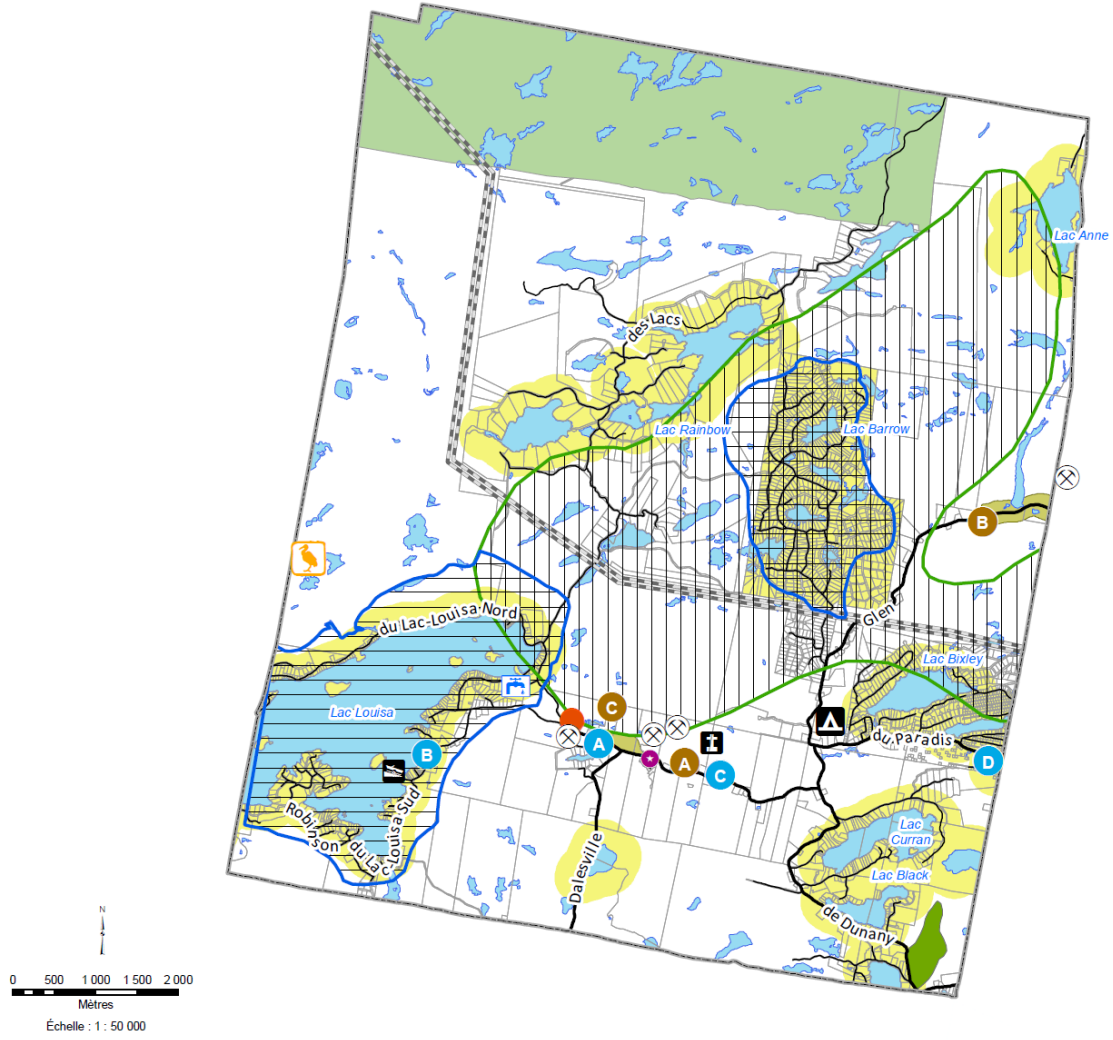 Lac Anne
des Lacs
Lac Rainbow
Lac Barrow
B
Glen
du Lac-Louisa-Nord
Lac Bixley
Lac Louisa
C
A
B
A
C
du Paradis
D
Robinson
du Lac-Louisa-Sud
Lac
Curran
Dalesville
Lac Black
de Dunany
N
0 500 1 000 1 500 2 000
Mètres
Échelle : 1 : 50 000